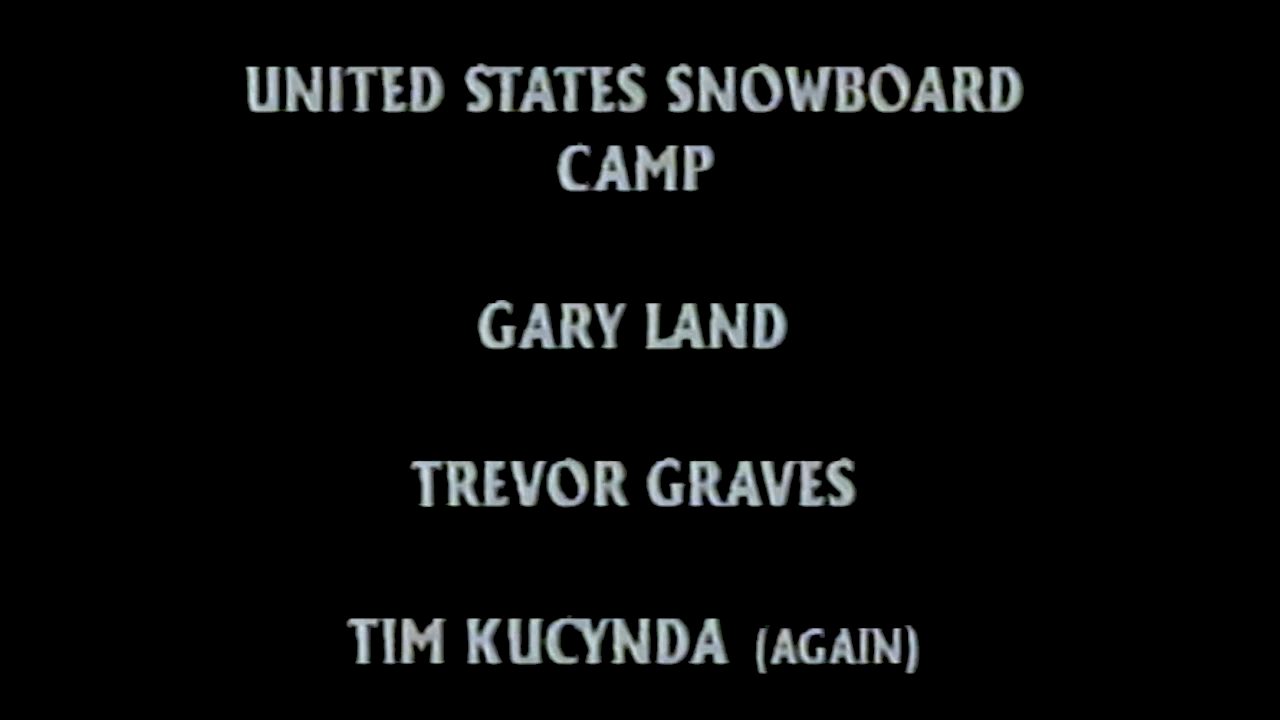 UNITED STATES SNOWBOARD
CAMP
GARY LAND
TREVOR GRAVES
TIM KUCYNDA (AGAIN)